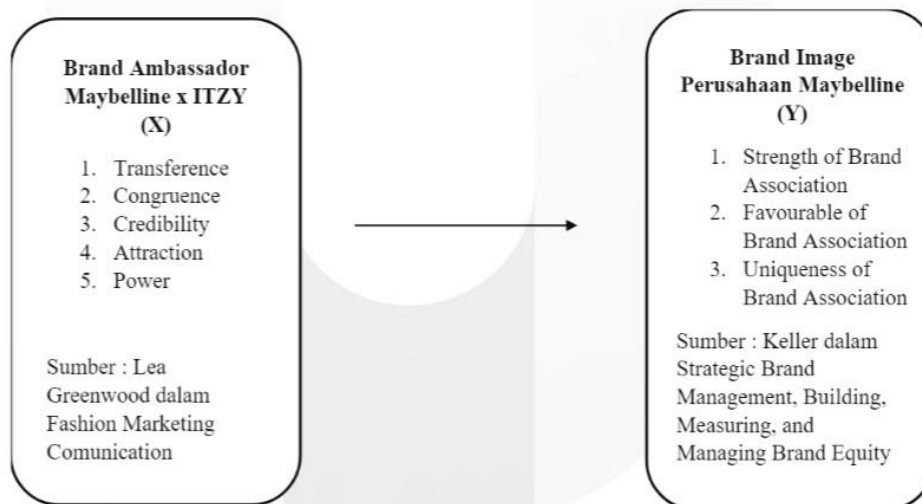 Brand Ambassador
Maybelline x ITZY
(X)
1. Transference
2. Congruence
3. Credibility
4. Attraction
5. Power
Sumber : Lea
Greenwood dalam
Fashion Marketing
Comunication
Brand Image
Perusahaan Maybelline
(Y)
1. Strength of Brand
Association
2. Favourable of
Brand Association
3. Uniqueness of
Brand Association
Sumber : Keller dalam
Strategic Brand
Management, Building,
Measuring, and
Managing Brand Equity